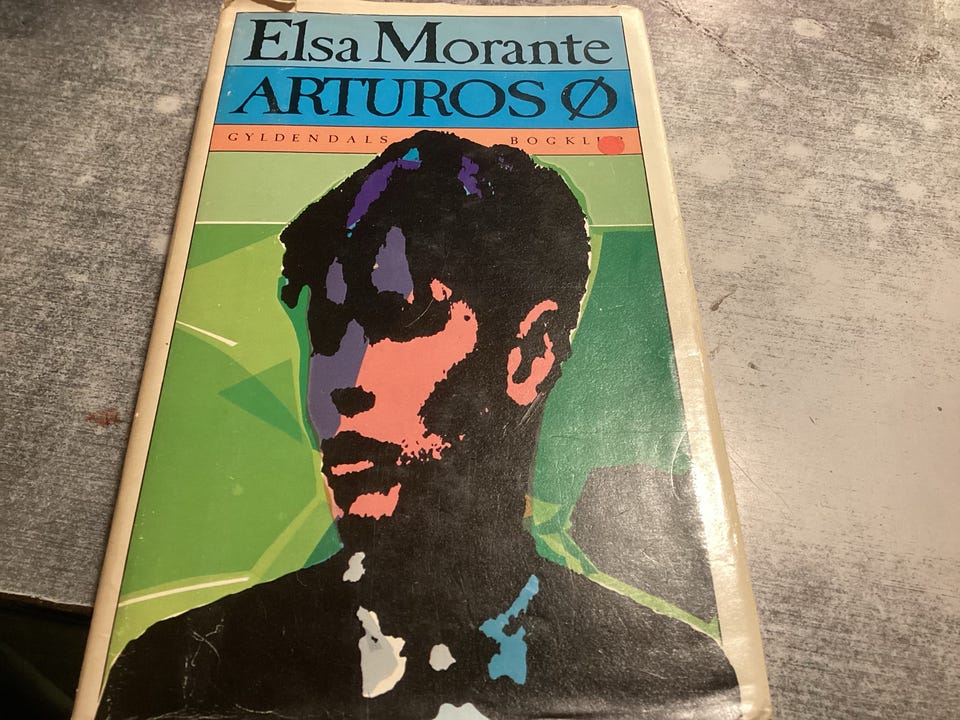 Elsa Morante
ARTUROS Ø
GYLDENDALS